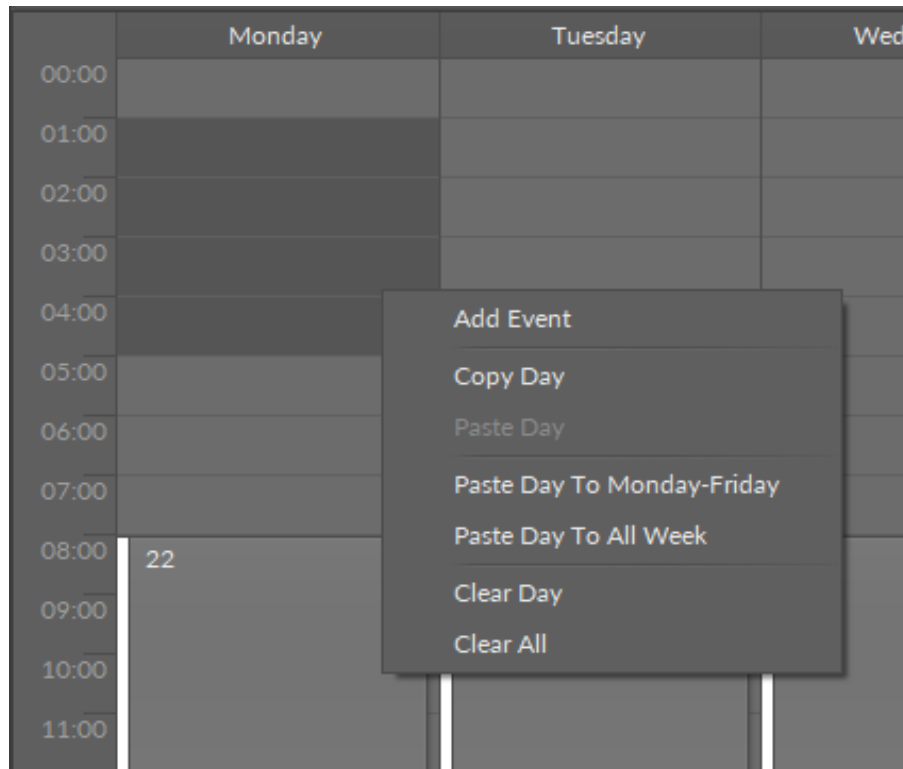 Monday Tuesday Wed
00:00
01:00
02:00
03:00
04:00
Add Event
05:00
Copy Day
06:00
Paste Day
07:00
Paste Day To Monday-Friday
08:00
22
Paste Day To All Week
09:00
Clear Day
10:00
Clear All
11:00